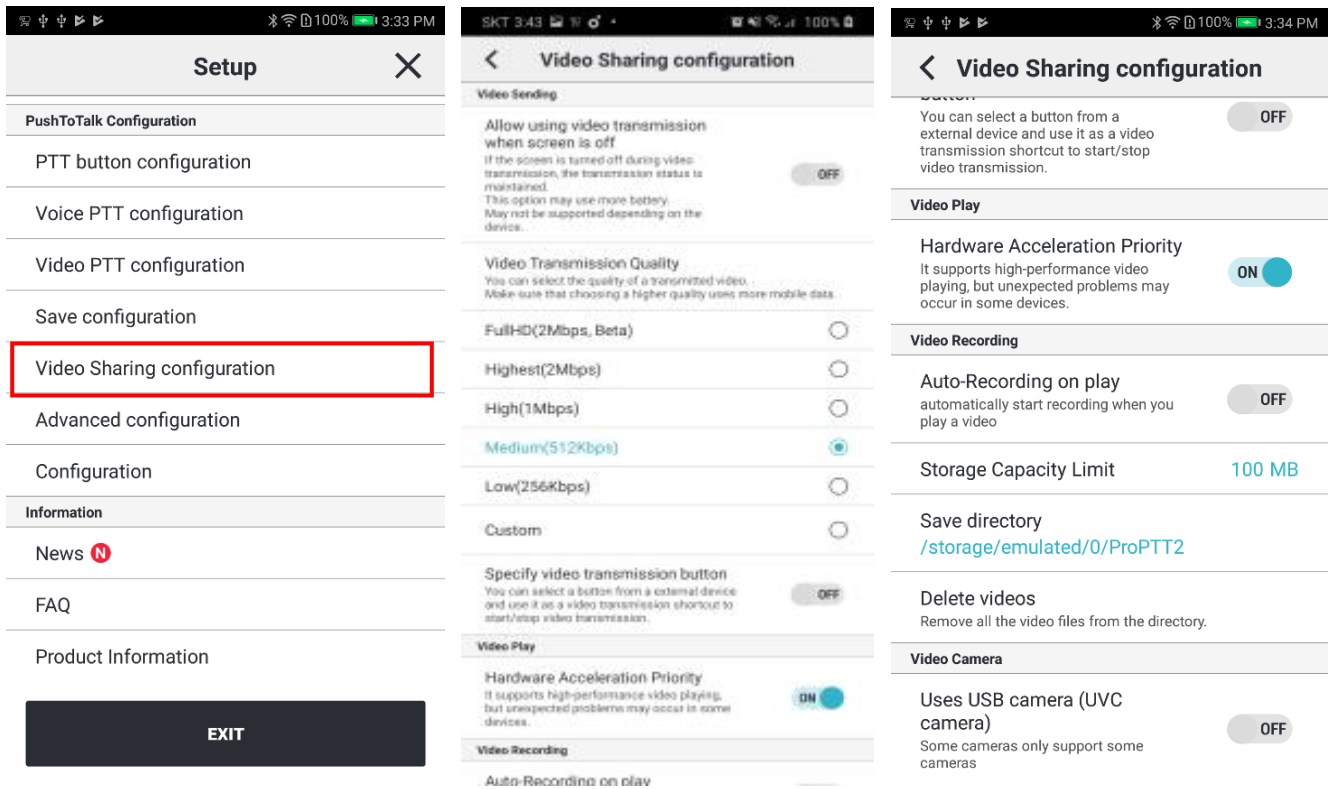 100% 3:33 PM
Setup
PushToTalk Configuration
PTT button configuration
Voice PTT configuration
Video PTT configuration
Save configuration
Video Sharing configuration
Advanced configuration
Configuration
Information
News N
FAQ
Product Information
EXIT
SKT 3:43 100%
Video Sharing configuration
Video Sending
Allow using video transmission
when screen is off
If the screen is turned off during video
transmission, the transmission status is
maintained.
This option may use more battery.
May not be supported depending on the
device.
OFF
Video Transmission Quality
You can select the quality of a transmitted video.
Make sure that choosing a higher quality uses more mobile data.
FullHD(2Mbps, Beta)
Highest(2Mbps)
High(1Mbps)
Medium(512Kbps)
Low(256Kbps)
Custom
Specify video transmission button
You can select a button from a external device
and use it as a video transmission shortcut to
start/stop video transmission.
OFF
Video Play
Hardware Acceleration Priority
It supports high-performance video playing,
but unexpected problems may occur in some
devices.
ON
Video Recording
Auto-Recording on play
100% 3:34 PM
Video Sharing configuration
button
You can select a button from a
external device and use it as a video
transmission shortcut to start/stop
video transmission.
OFF
Video Play
Hardware Acceleration Priority
It supports high-performance video
playing, but unexpected problems may
occur in some devices.
ON
Video Recording
Auto-Recording on play
automatically start recording when you
play a video
OFF
Storage Capacity Limit 100 MB
Save directory
/storage/emulated/0/ProPTT2
Delete videos
Remove all the video files from the directory.
Video Camera
Uses USB camera (UVC
camera)
Some cameras only support some
cameras
OFF